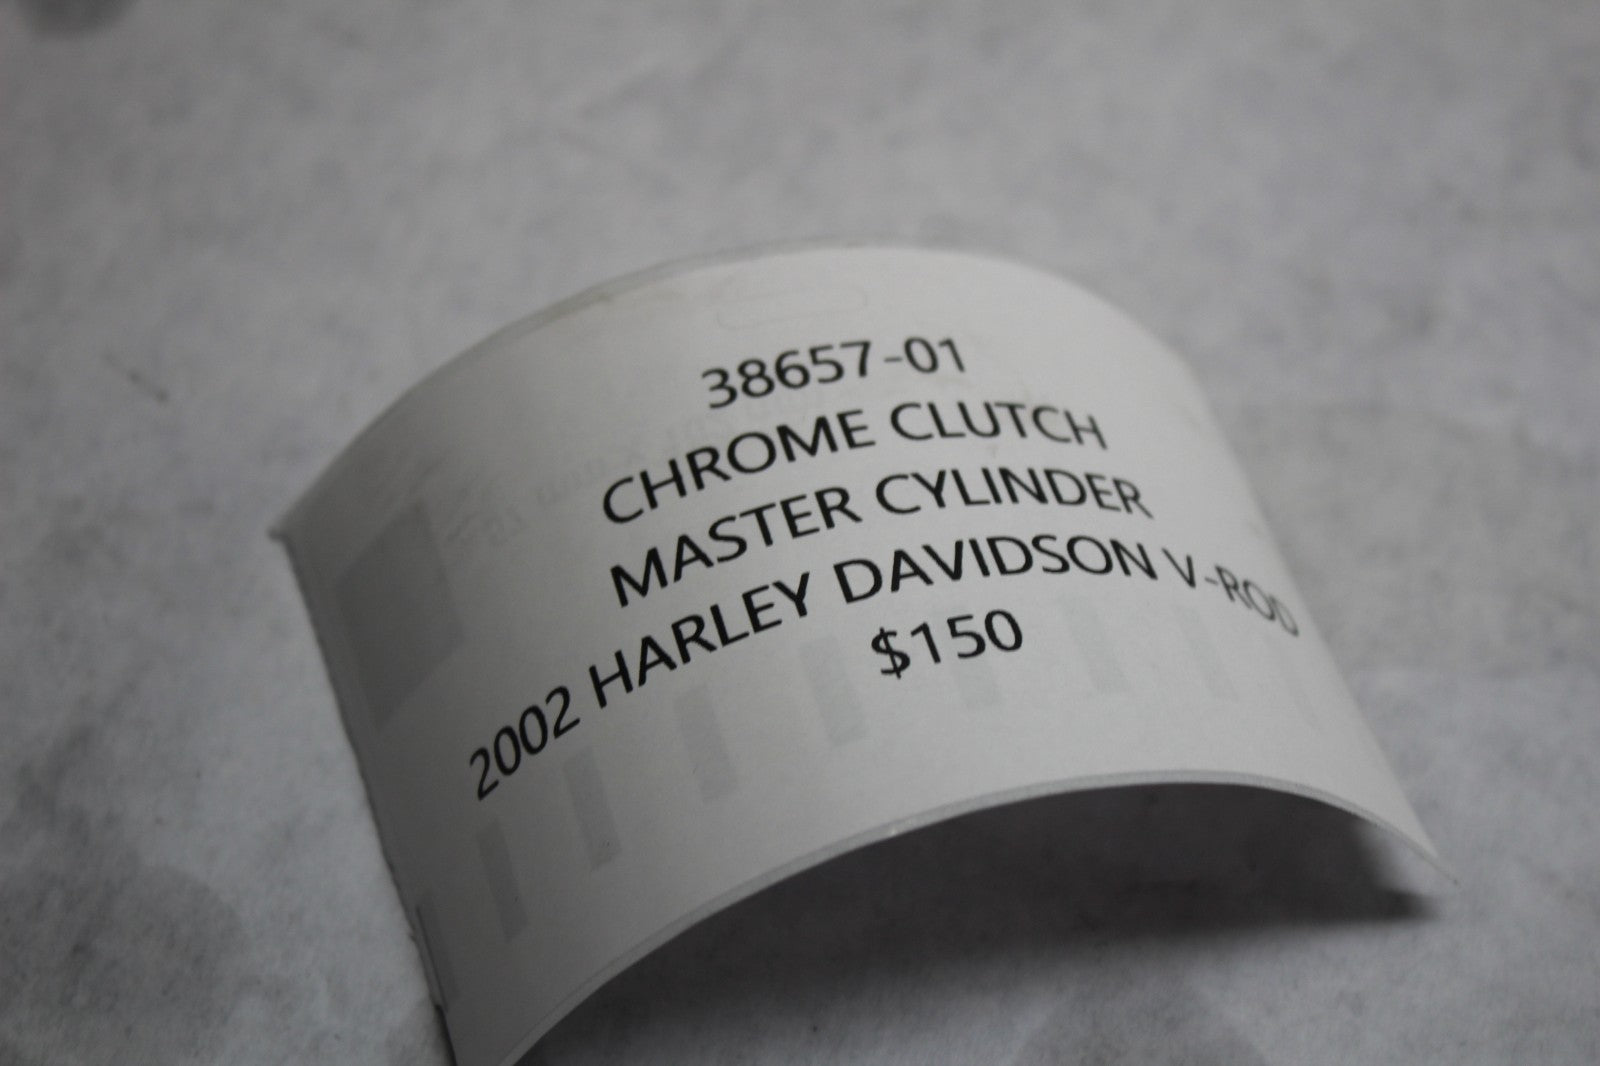 38657-01
CHROME CLUTCH
MASTER CYLINDER
2002 HARLEY DAVIDSON V-ROD
$150